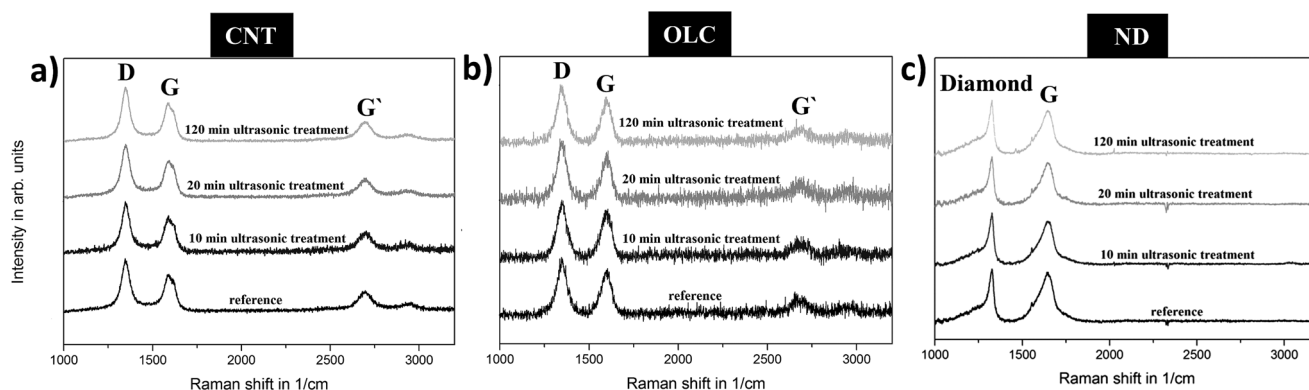 CNT
a)
D
G
G`
120 min ultrasonic treatment
20 min ultrasonic treatment
10 min ultrasonic treatment
reference
Intensity in arb. units
1000 1500 2000 2500 3000
Raman shift in 1/cm
OLC
b)
D
G
G`
120 min ultrasonic treatment
20 min ultrasonic treatment
10 min ultrasonic treatment
reference
1000 1500 2000 2500 3000
Raman shift in 1/cm
ND
c)
Diamond
G
120 min ultrasonic treatment
20 min ultrasonic treatment
10 min ultrasonic treatment
reference
1000 1500 2000 2500 3000
Raman shift in 1/cm